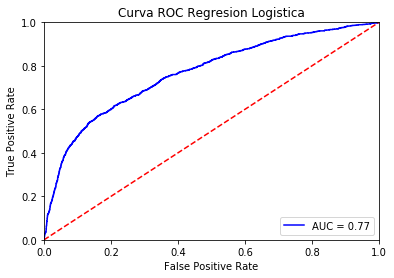 Curva ROC Regresion Logistica
1.0
0.8
0.6
0.4
0.2
0.0
True Positive Rate
AUC = 0.77
0.0 0.2 0.4 0.6 0.8 1.0
False Positive Rate